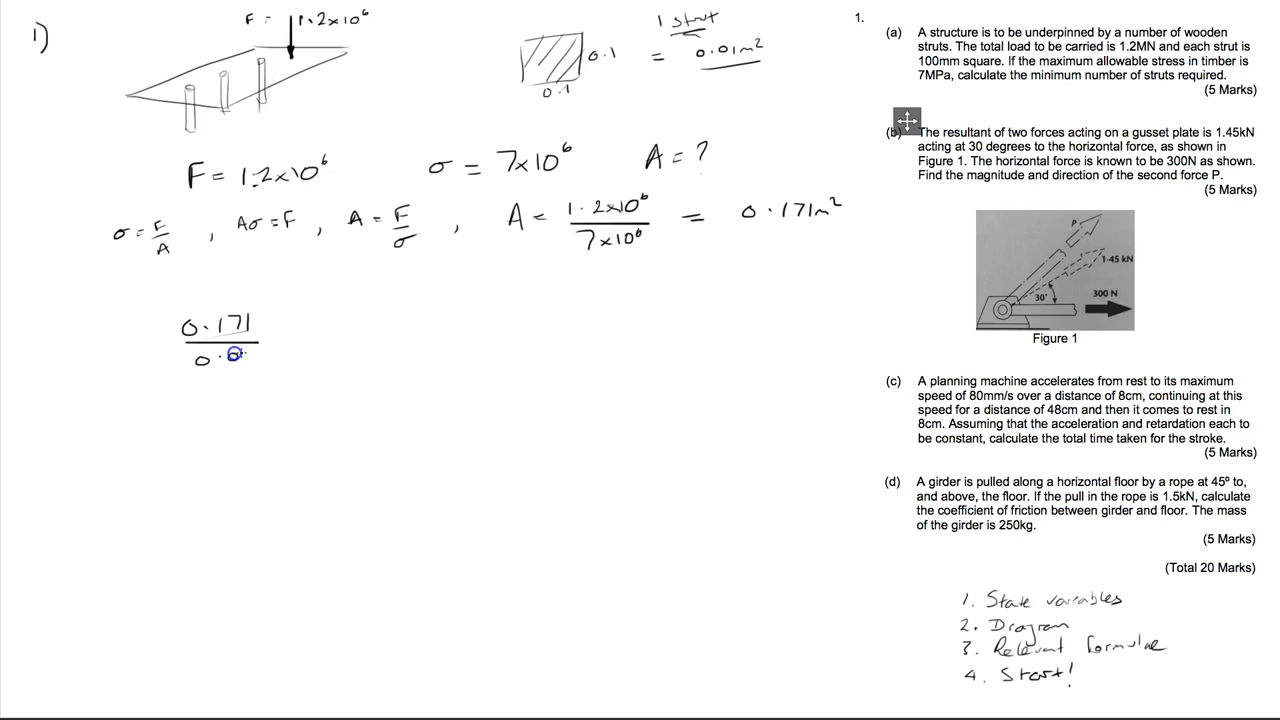 1)
F = 1.2x10⁶
1 strut
0.1
= 0.01m²
0.1
F = 1.2x10⁶ σ = 7x10⁶ A = ?
σ = F/A , Aσ = F , A = F/σ , A = 1.2x10⁶/7x10⁶ = 0.171m²
0.171
0.0
1.
(a) A structure is to be underpinned by a number of wooden
struts. The total load to be carried is 1.2MN and each strut is
100mm square. If the maximum allowable stress in timber is
7MPa, calculate the minimum number of struts required.
(5 Marks)
(b) The resultant of two forces acting on a gusset plate is 1.45kN
acting at 30 degrees to the horizontal force, as shown in
Figure 1. The horizontal force is known to be 300N as shown.
Find the magnitude and direction of the second force P.
(5 Marks)
P
1·45 kN
30°
300 N
Figure 1
(c) A planning machine accelerates from rest to its maximum
speed of 80mm/s over a distance of 8cm, continuing at this
speed for a distance of 48cm and then it comes to rest in
8cm. Assuming that the acceleration and retardation each to
be constant, calculate the total time taken for the stroke.
(5 Marks)
(d) A girder is pulled along a horizontal floor by a rope at 45º to,
and above, the floor. If the pull in the rope is 1.5kN, calculate
the coefficient of friction between girder and floor. The mass
of the girder is 250kg.
(5 Marks)
(Total 20 Marks)
1. State variables
2. Diagram
3. Relevant formulae
4. Start!